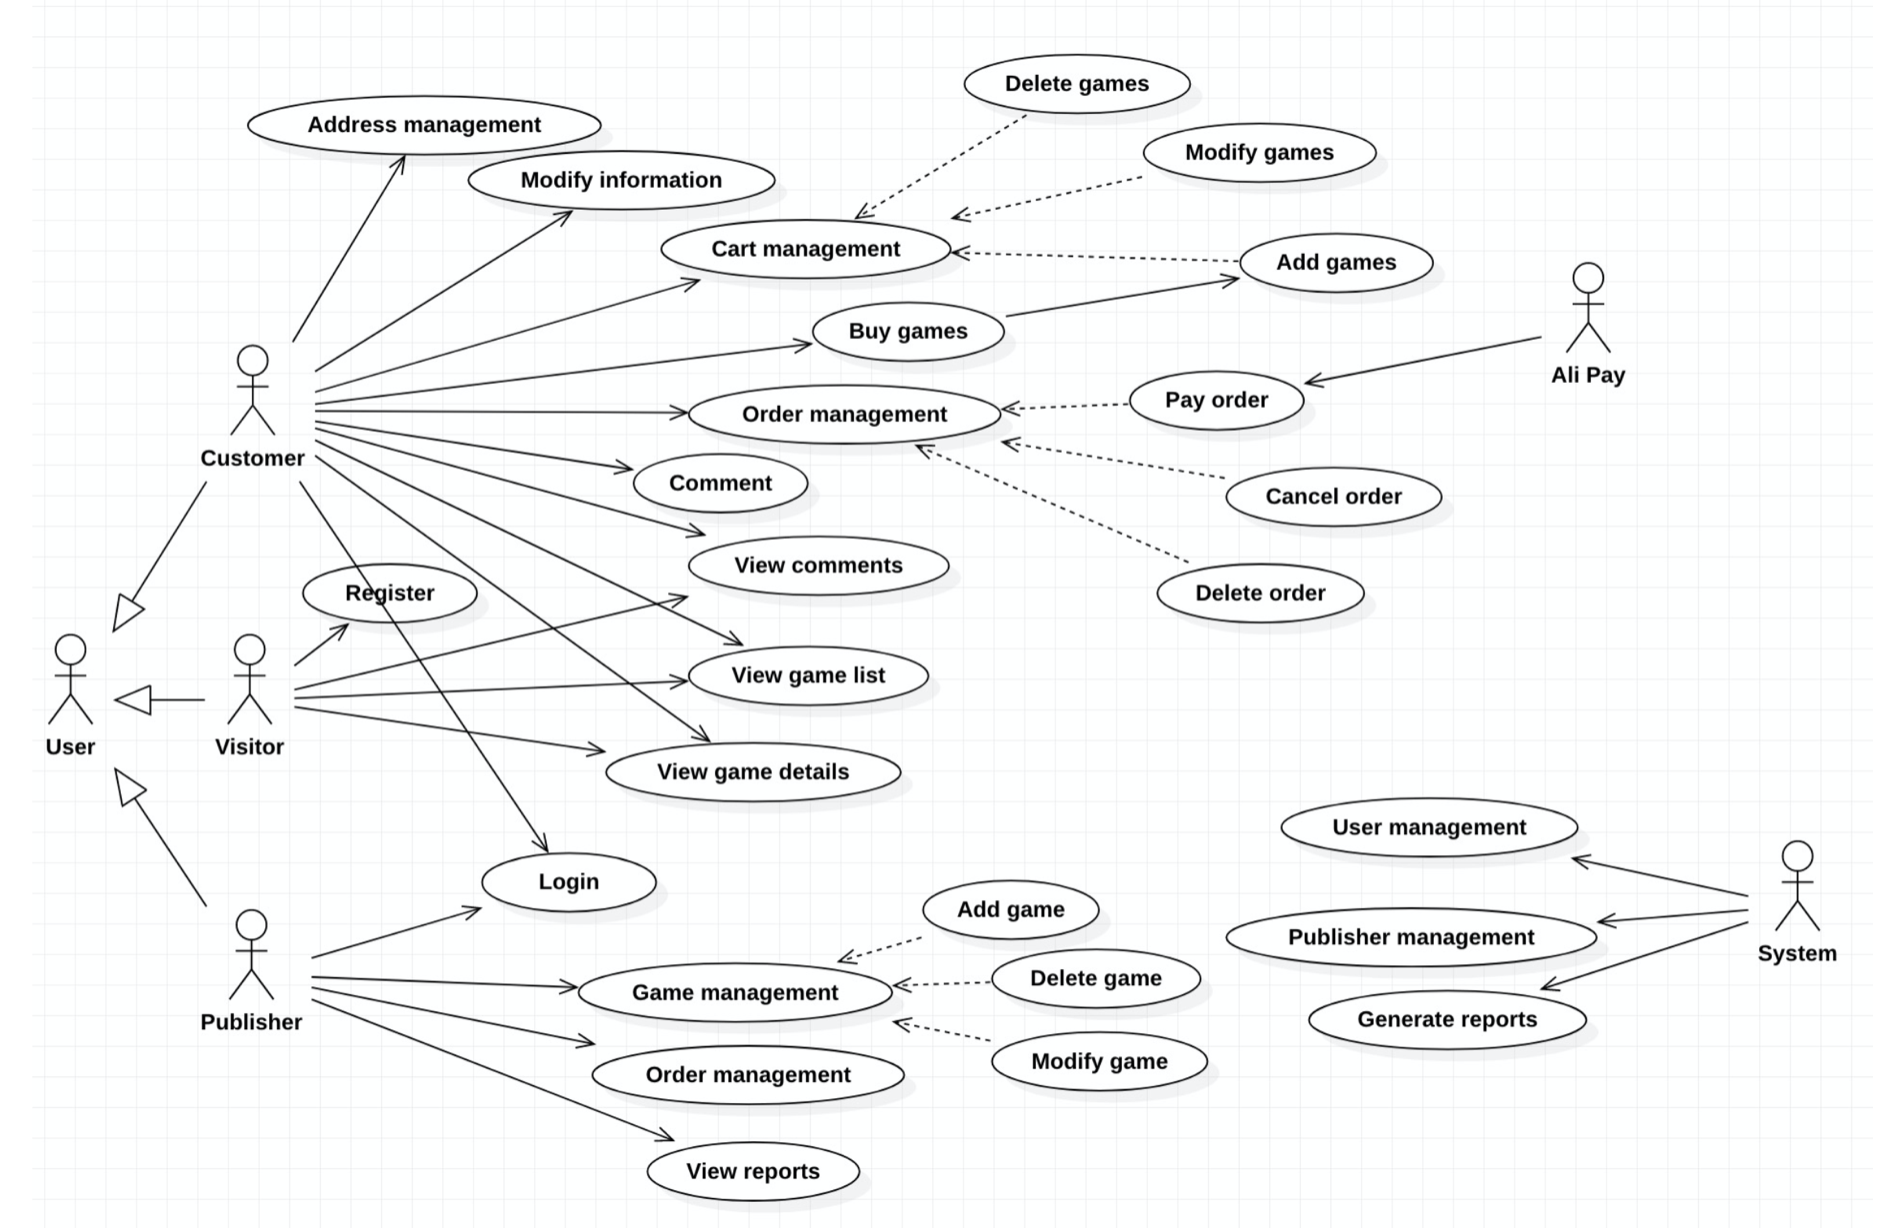 Delete games
Address management
Modify games
Modify information
Cart management
Add games
Buy games
Ali Pay
Pay order
Order management
Customer
Comment
Cancel order
View comments
Register
Delete order
View game list
User
Visitor
View game details
User management
Login
Add game
Publisher management
System
Delete game
Game management
Publisher
Generate reports
Modify game
Order management
View reports